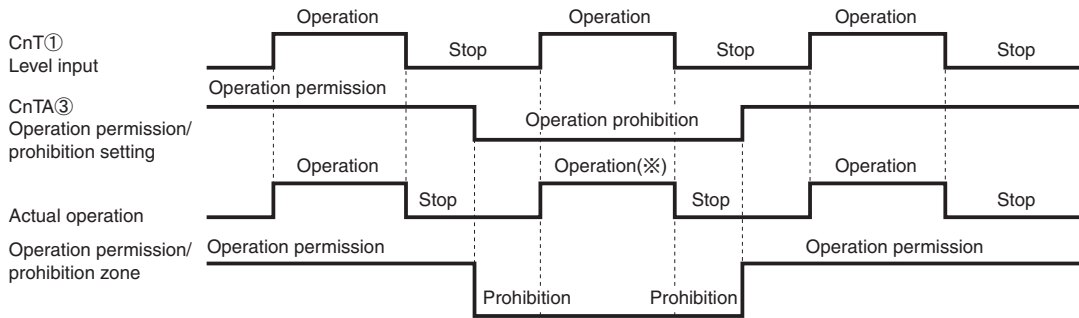 Operation Operation Operation
CnT① Stop Stop Stop
Level input
Operation permission
CnTA③
Operation permission/ Operation prohibition
prohibition setting
Operation Operation(※) Operation
Stop Stop Stop
Actual operation
Operation permission/ Operation permission Operation permission
prohibition zone
Prohibition Prohibition